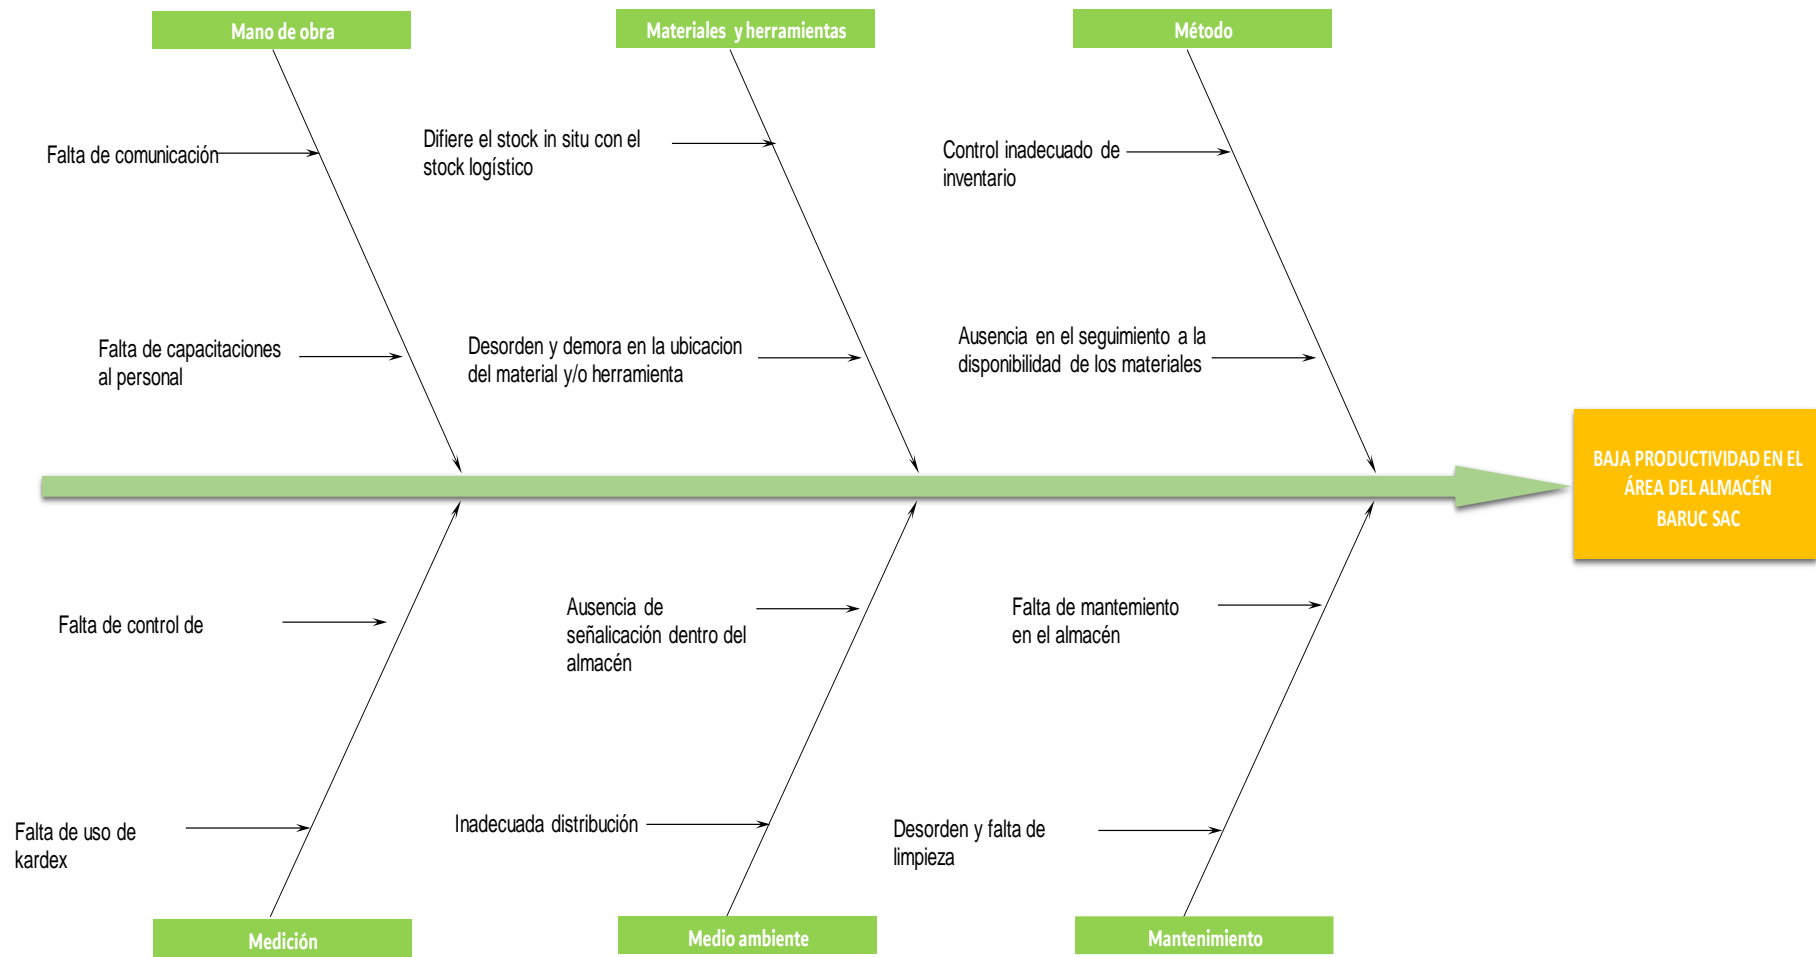 Mano de obra
Materiales y herramientas
Método
Falta de comunicación
Difiere el stock in situ con el
stock logístico
Control inadecuado de
inventario
Falta de capacitaciones
al personal
Desorden y demora en la ubicacion
del material y/o herramienta
Ausencia en el seguimiento a la
disponibilidad de los materiales
BAJA PRODUCTIVIDAD EN EL
ÁREA DEL ALMACÉN
BARUC SAC
Falta de control de
Ausencia de
señalicación dentro del
almacén
Falta de mantemiento
en el almacén
Falta de uso de
kardex
Inadecuada distribución
Desorden y falta de
limpieza
Medición
Medio ambiente
Mantenimiento